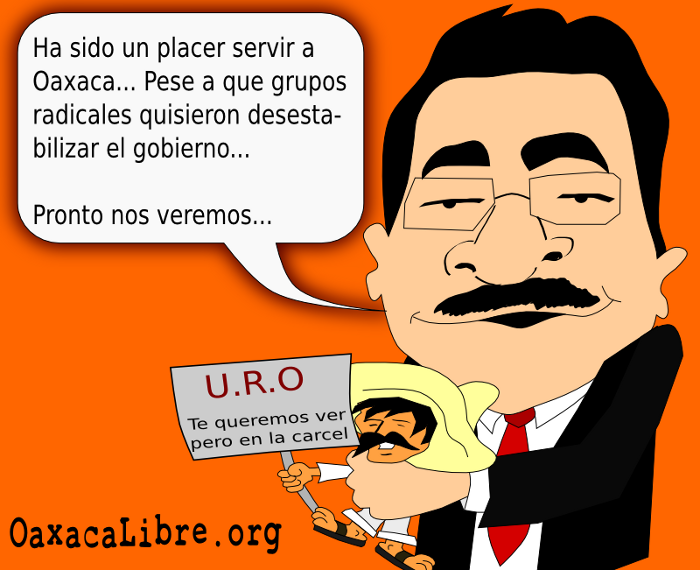 Ha sido un placer servir a
Oaxaca... Pese a que grupos
radicales quisieron desesta-
bilizar el gobierno...
Pronto nos veremos...
U.R.O
Te queremos ver
pero en la carcel
OaxacaLibre.org